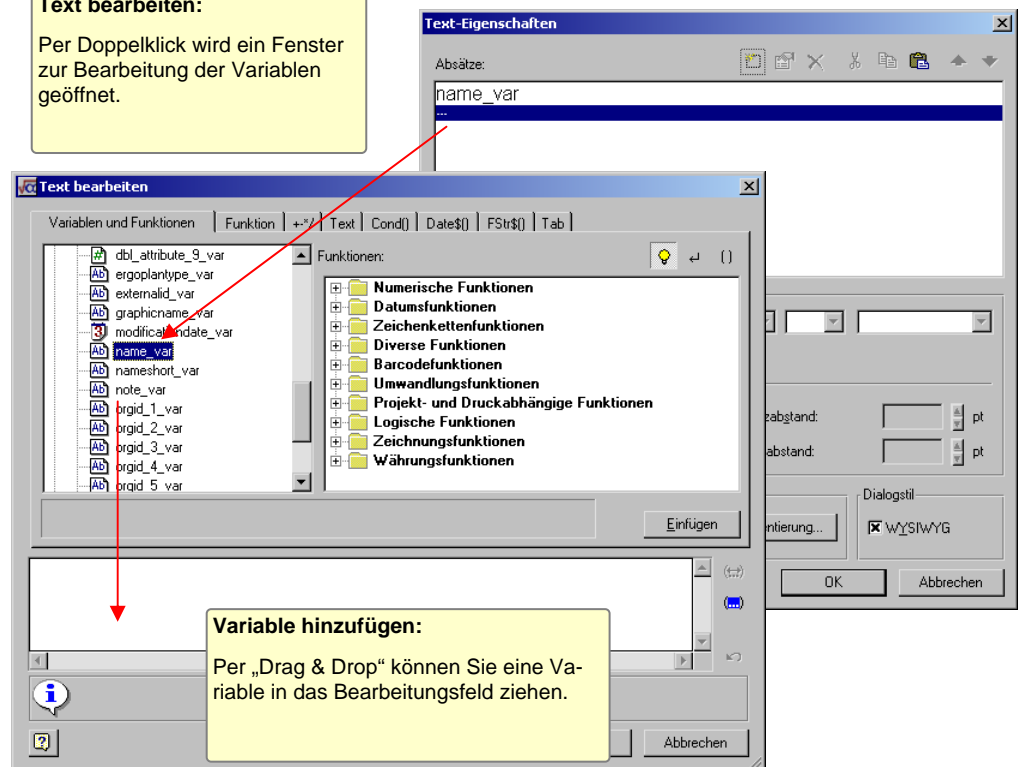 Text bearbeiten:
Per Doppelklick wird ein Fenster
zur Bearbeitung der Variablen
geöffnet.
Text-Eigenschaften
Absätze:
name_var
...
Text bearbeiten
Variablen und Funktionen
Funktion
+-*/
Text
Cond()
Date$()
FStr$()
Tab
dbl_attribute_9_var
ergoplantype_var
externalid_var
graphicname_var
modificationdate_var
name_var
nameshort_var
note_var
orgid_1_var
orgid_2_var
orgid_3_var
orgid_4_var
orgid_5_var
Funktionen:
Numerische Funktionen
Datumsfunktionen
Zeichenkettenfunktionen
Diverse Funktionen
Barcodefunktionen
Umwandlungsfunktionen
Projekt- und Druckabhängige Funktionen
Logische Funktionen
Zeichnungsfunktionen
Währungsfunktionen
Einfügen
zabstand:
pt
abstand:
pt
Dialogstil
ntierung...
WYSIWYG
OK
Abbrechen
Variable hinzufügen:
Per „Drag & Drop“ können Sie eine Va-
riable in das Bearbeitungsfeld ziehen.
Abbrechen